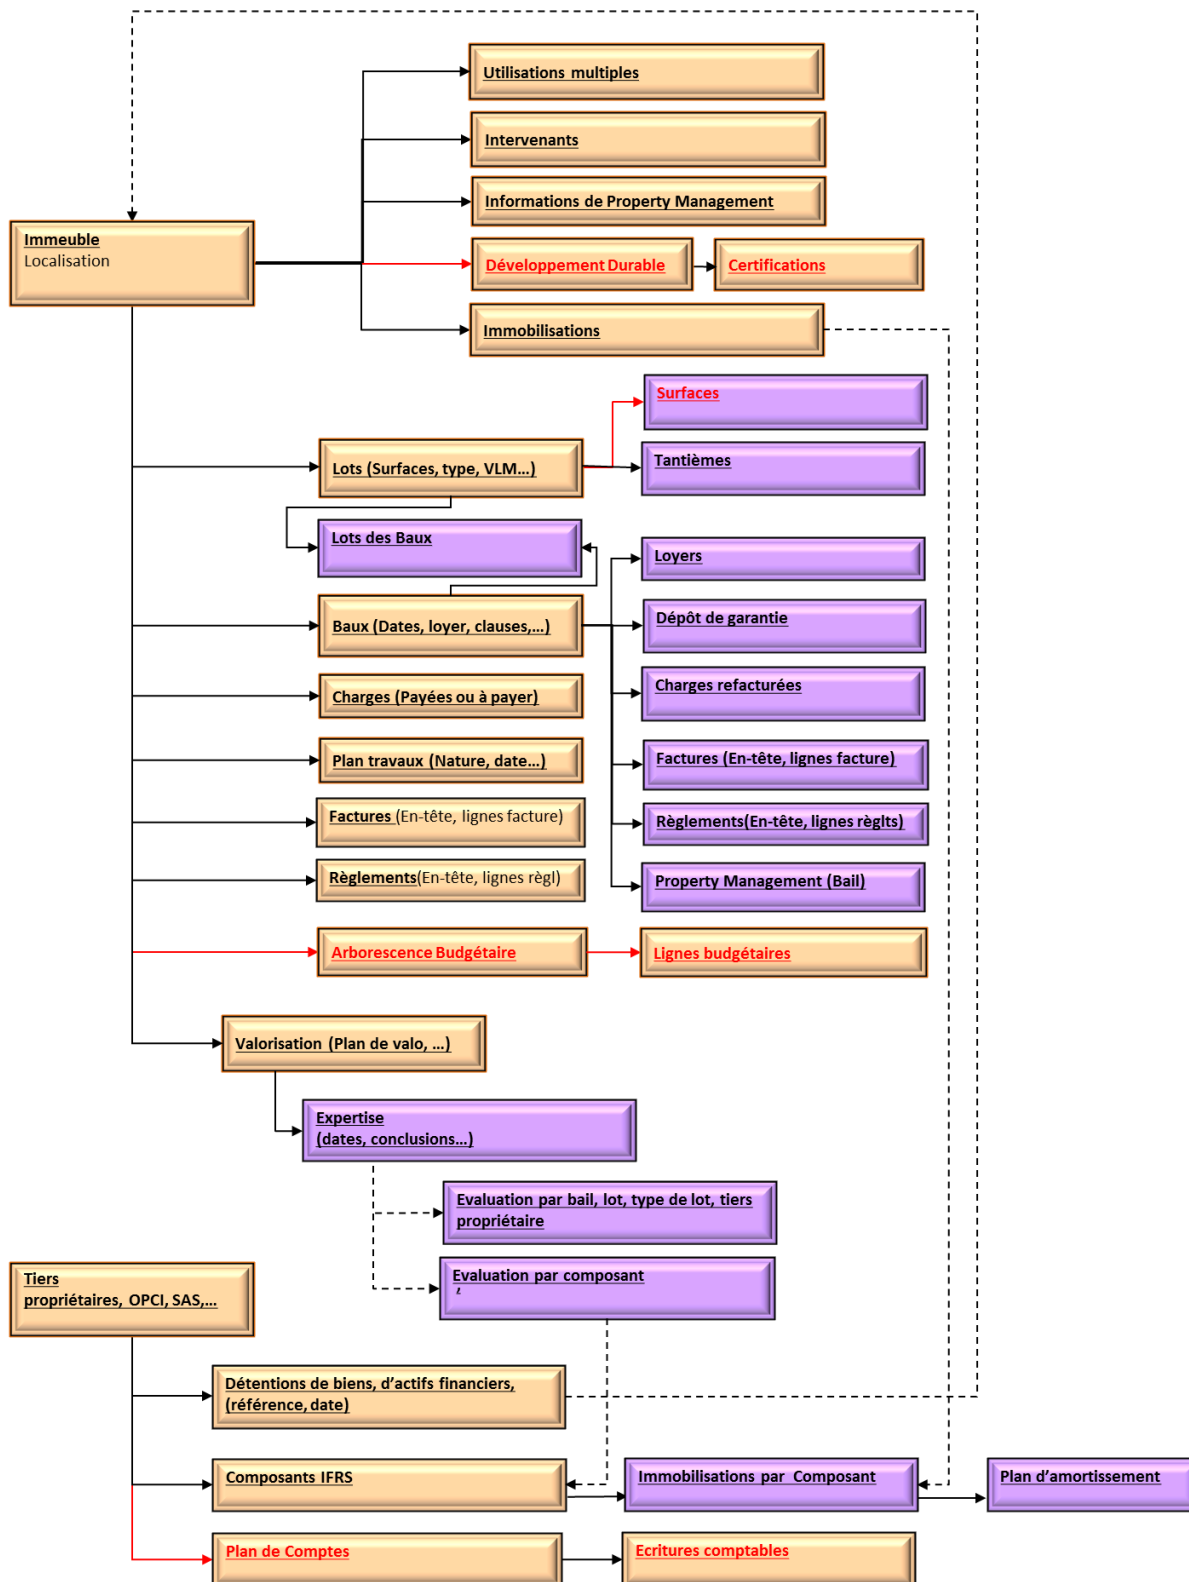 Utilisations multiples
Intervenants
Informations de Property Management
Immeuble
Localisation
Développement Durable
Certifications
Immobilisations
Surfaces
Lots (Surfaces, type, VLM...)
Tantièmes
Lots des Baux
Loyers
Baux (Dates, loyer, clauses,...)
Dépôt de garantie
Charges (Payées ou à payer)
Charges refacturées
Plan travaux (Nature, date...)
Factures (En-tête, lignes facture)
Factures (En-tête, lignes facture)
Règlements(En-tête, lignes règlts)
Règlements(En-tête, lignes règl)
Property Management (Bail)
Arborescence Budgétaire
Lignes budgétaires
Valorisation (Plan de valo, ...)
Expertise
(dates, conclusions...)
Evaluation par bail, lot, type de lot, tiers
propriétaire
Evaluation par composant
Tiers
propriétaires, OPCI, SAS,...
Détentions de biens, d'actifs financiers,
(référence, date)
Composants IFRS
Immobilisations par Composant
Plan d'amortissement
Plan de Comptes
Ecritures comptables